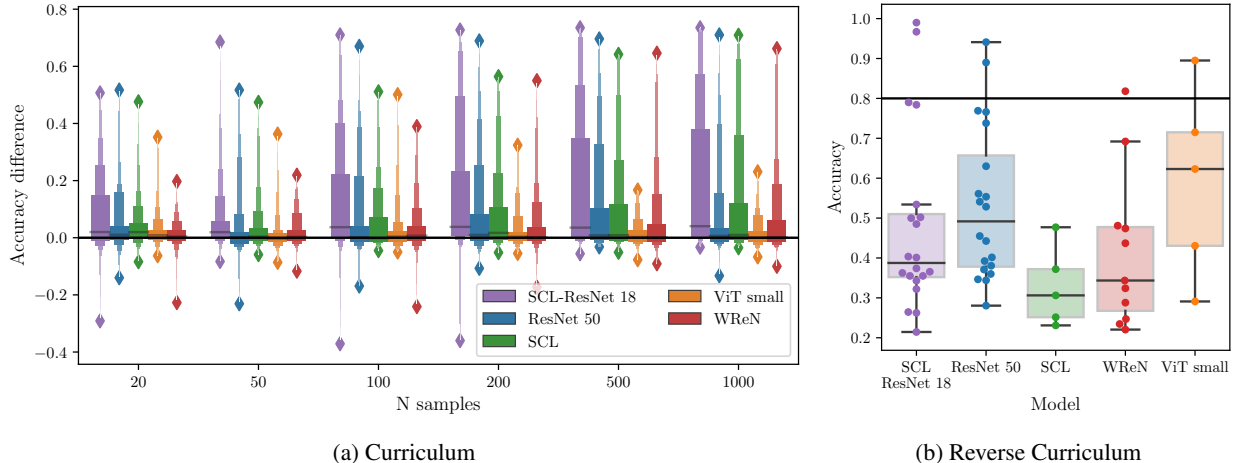 0.8
0.6
0.4
0.2
0.0
−0.2
−0.4
Accuracy difference
SCL-ResNet 18
ResNet 50
SCL
ViT small
WReN
20
50
100
200
500
1000
N samples
(a) Curriculum
1.0
0.9
0.8
0.7
0.6
0.5
0.4
0.3
0.2
Accuracy
SCL
ResNet 18
ResNet 50
SCL
WReN
ViT small
Model
(b) Reverse Curriculum